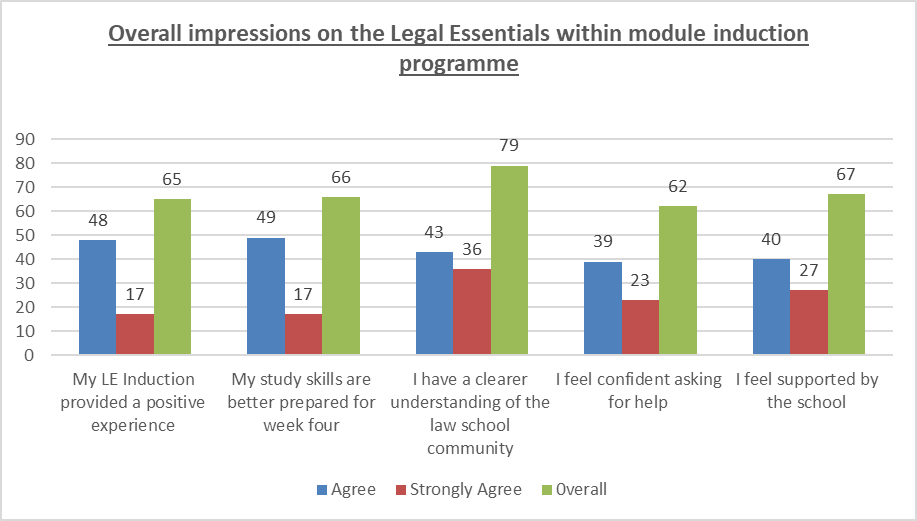 Overall impressions on the Legal Essentials within module induction
programme
90
80
70
60
50
40
30
20
10
0
48
17
65
49
17
66
43
36
79
39
23
62
40
27
67
My LE Induction
provided a positive
experience
My study skills are
better prepared for
week four
I have a clearer
understanding of the
law school
community
I feel confident asking
for help
I feel supported by
the school
Agree
Strongly Agree
0verall